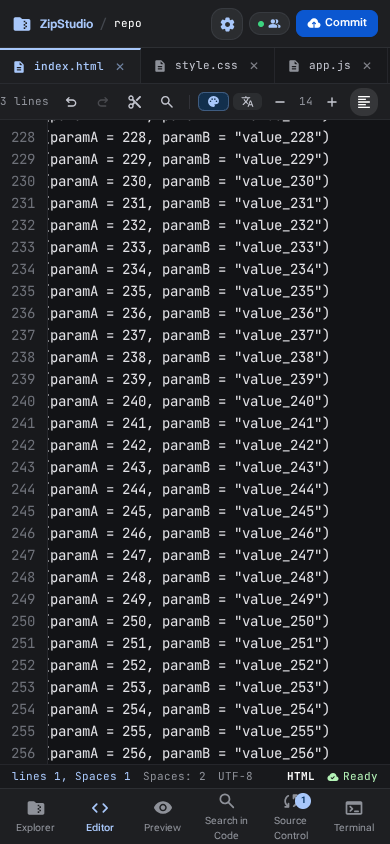 ZipStudio / repo
Commit
index.html × style.css × app.js ×
3 lines
14
228 (paramA = 228, paramB = "value_228")
229 (paramA = 229, paramB = "value_229")
230 (paramA = 230, paramB = "value_230")
231 (paramA = 231, paramB = "value_231")
232 (paramA = 232, paramB = "value_232")
233 (paramA = 233, paramB = "value_233")
234 (paramA = 234, paramB = "value_234")
235 (paramA = 235, paramB = "value_235")
236 (paramA = 236, paramB = "value_236")
237 (paramA = 237, paramB = "value_237")
238 (paramA = 238, paramB = "value_238")
239 (paramA = 239, paramB = "value_239")
240 (paramA = 240, paramB = "value_240")
241 (paramA = 241, paramB = "value_241")
242 (paramA = 242, paramB = "value_242")
243 (paramA = 243, paramB = "value_243")
244 (paramA = 244, paramB = "value_244")
245 (paramA = 245, paramB = "value_245")
246 (paramA = 246, paramB = "value_246")
247 (paramA = 247, paramB = "value_247")
248 (paramA = 248, paramB = "value_248")
249 (paramA = 249, paramB = "value_249")
250 (paramA = 250, paramB = "value_250")
251 (paramA = 251, paramB = "value_251")
252 (paramA = 252, paramB = "value_252")
253 (paramA = 253, paramB = "value_253")
254 (paramA = 254, paramB = "value_254")
255 (paramA = 255, paramB = "value_255")
256 (paramA = 256, paramB = "value_256")
lines 1, Spaces 1 Spaces: 2 UTF-8 HTML Ready
1
Explorer
Editor
Preview
Search in
Code
Source
Control
Terminal